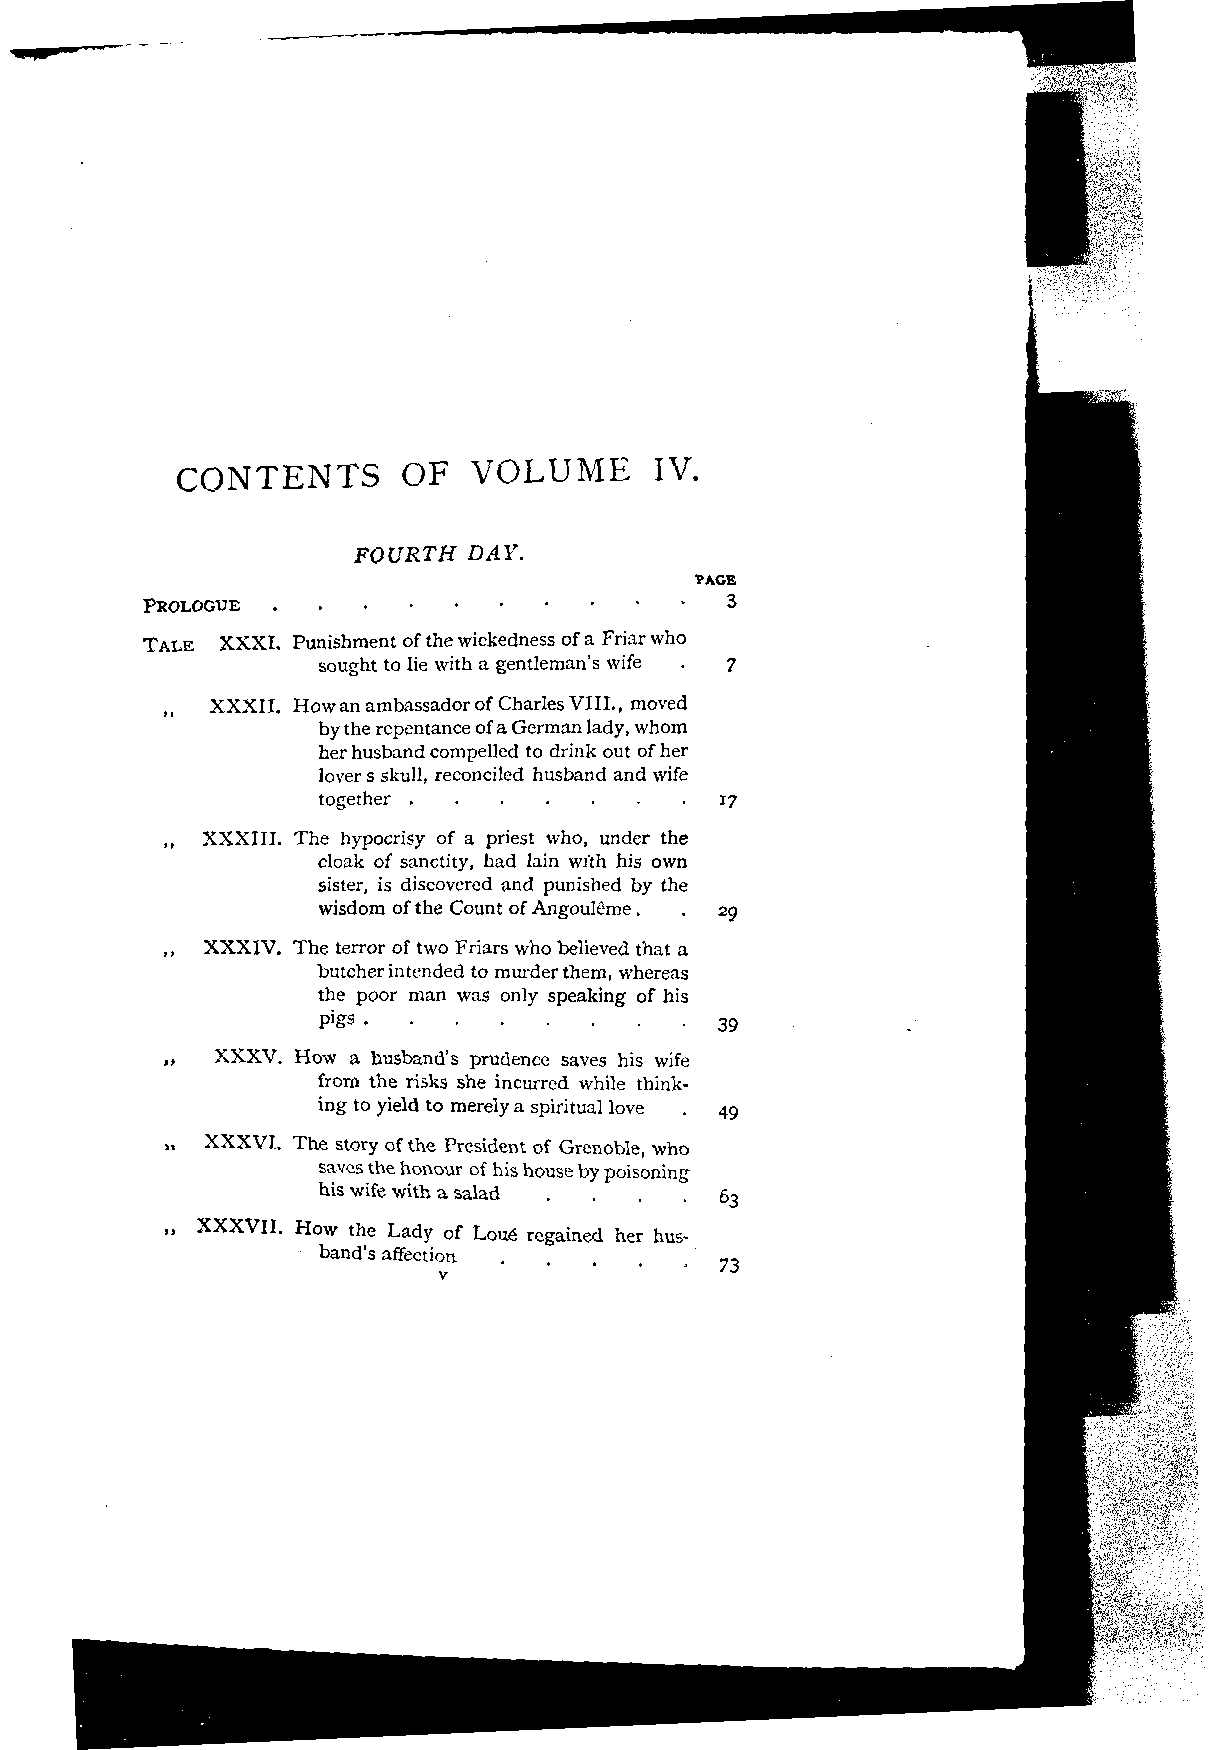 CONTENTS OF VOLUME IV.
FOURTH DAY.
PAGE
PROLOGUE . . . . . . . . . . 3
TALE XXXI. Punishment of the wickedness of a Friar who
sought to lie with a gentleman's wife . 7
,, XXXII. How an ambassador of Charles VIII., moved
by the repentance of a German lady, whom
her husband compelled to drink out of her
lover s skull, reconciled husband and wife
together . . . . . . . 17
,, XXXIII. The hypocrisy of a priest who, under the
cloak of sanctity, had lain with his own
sister, is discovered and punished by the
wisdom of the Count of Angoulême . . 29
,, XXXIV. The terror of two Friars who believed that a
butcher intended to murder them, whereas
the poor man was only speaking of his
pigs . . . . . . . . 39
,, XXXV. How a husband's prudence saves his wife
from the risks she incurred while think-
ing to yield to merely a spiritual love . 49
,, XXXVI. The story of the President of Grenoble, who
saves the honour of his house by poisoning
his wife with a salad . . . . 63
,, XXXVII. How the Lady of Loué regained her hus-
band's affection . . . . . 73
v